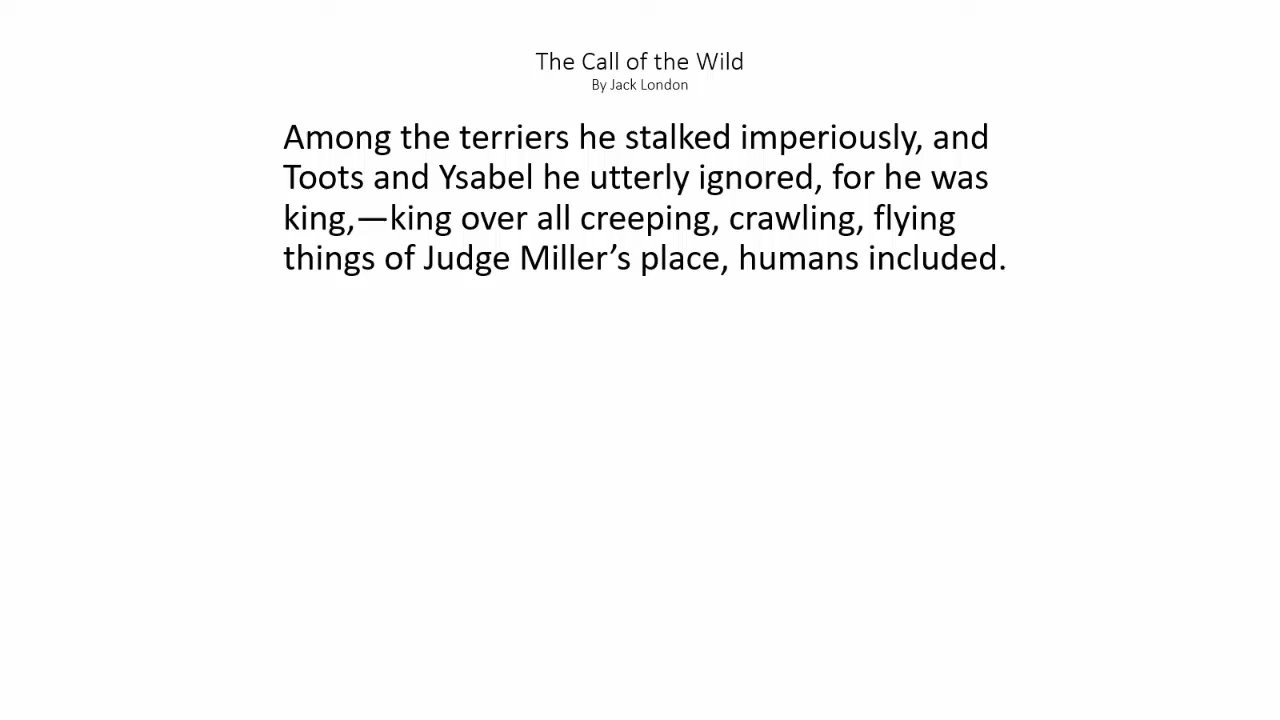 The Call of the Wild
By Jack London
Among the terriers he stalked imperiously, and
Toots and Ysabel he utterly ignored, for he was
king,—king over all creeping, crawling, flying
things of Judge Miller’s place, humans included.